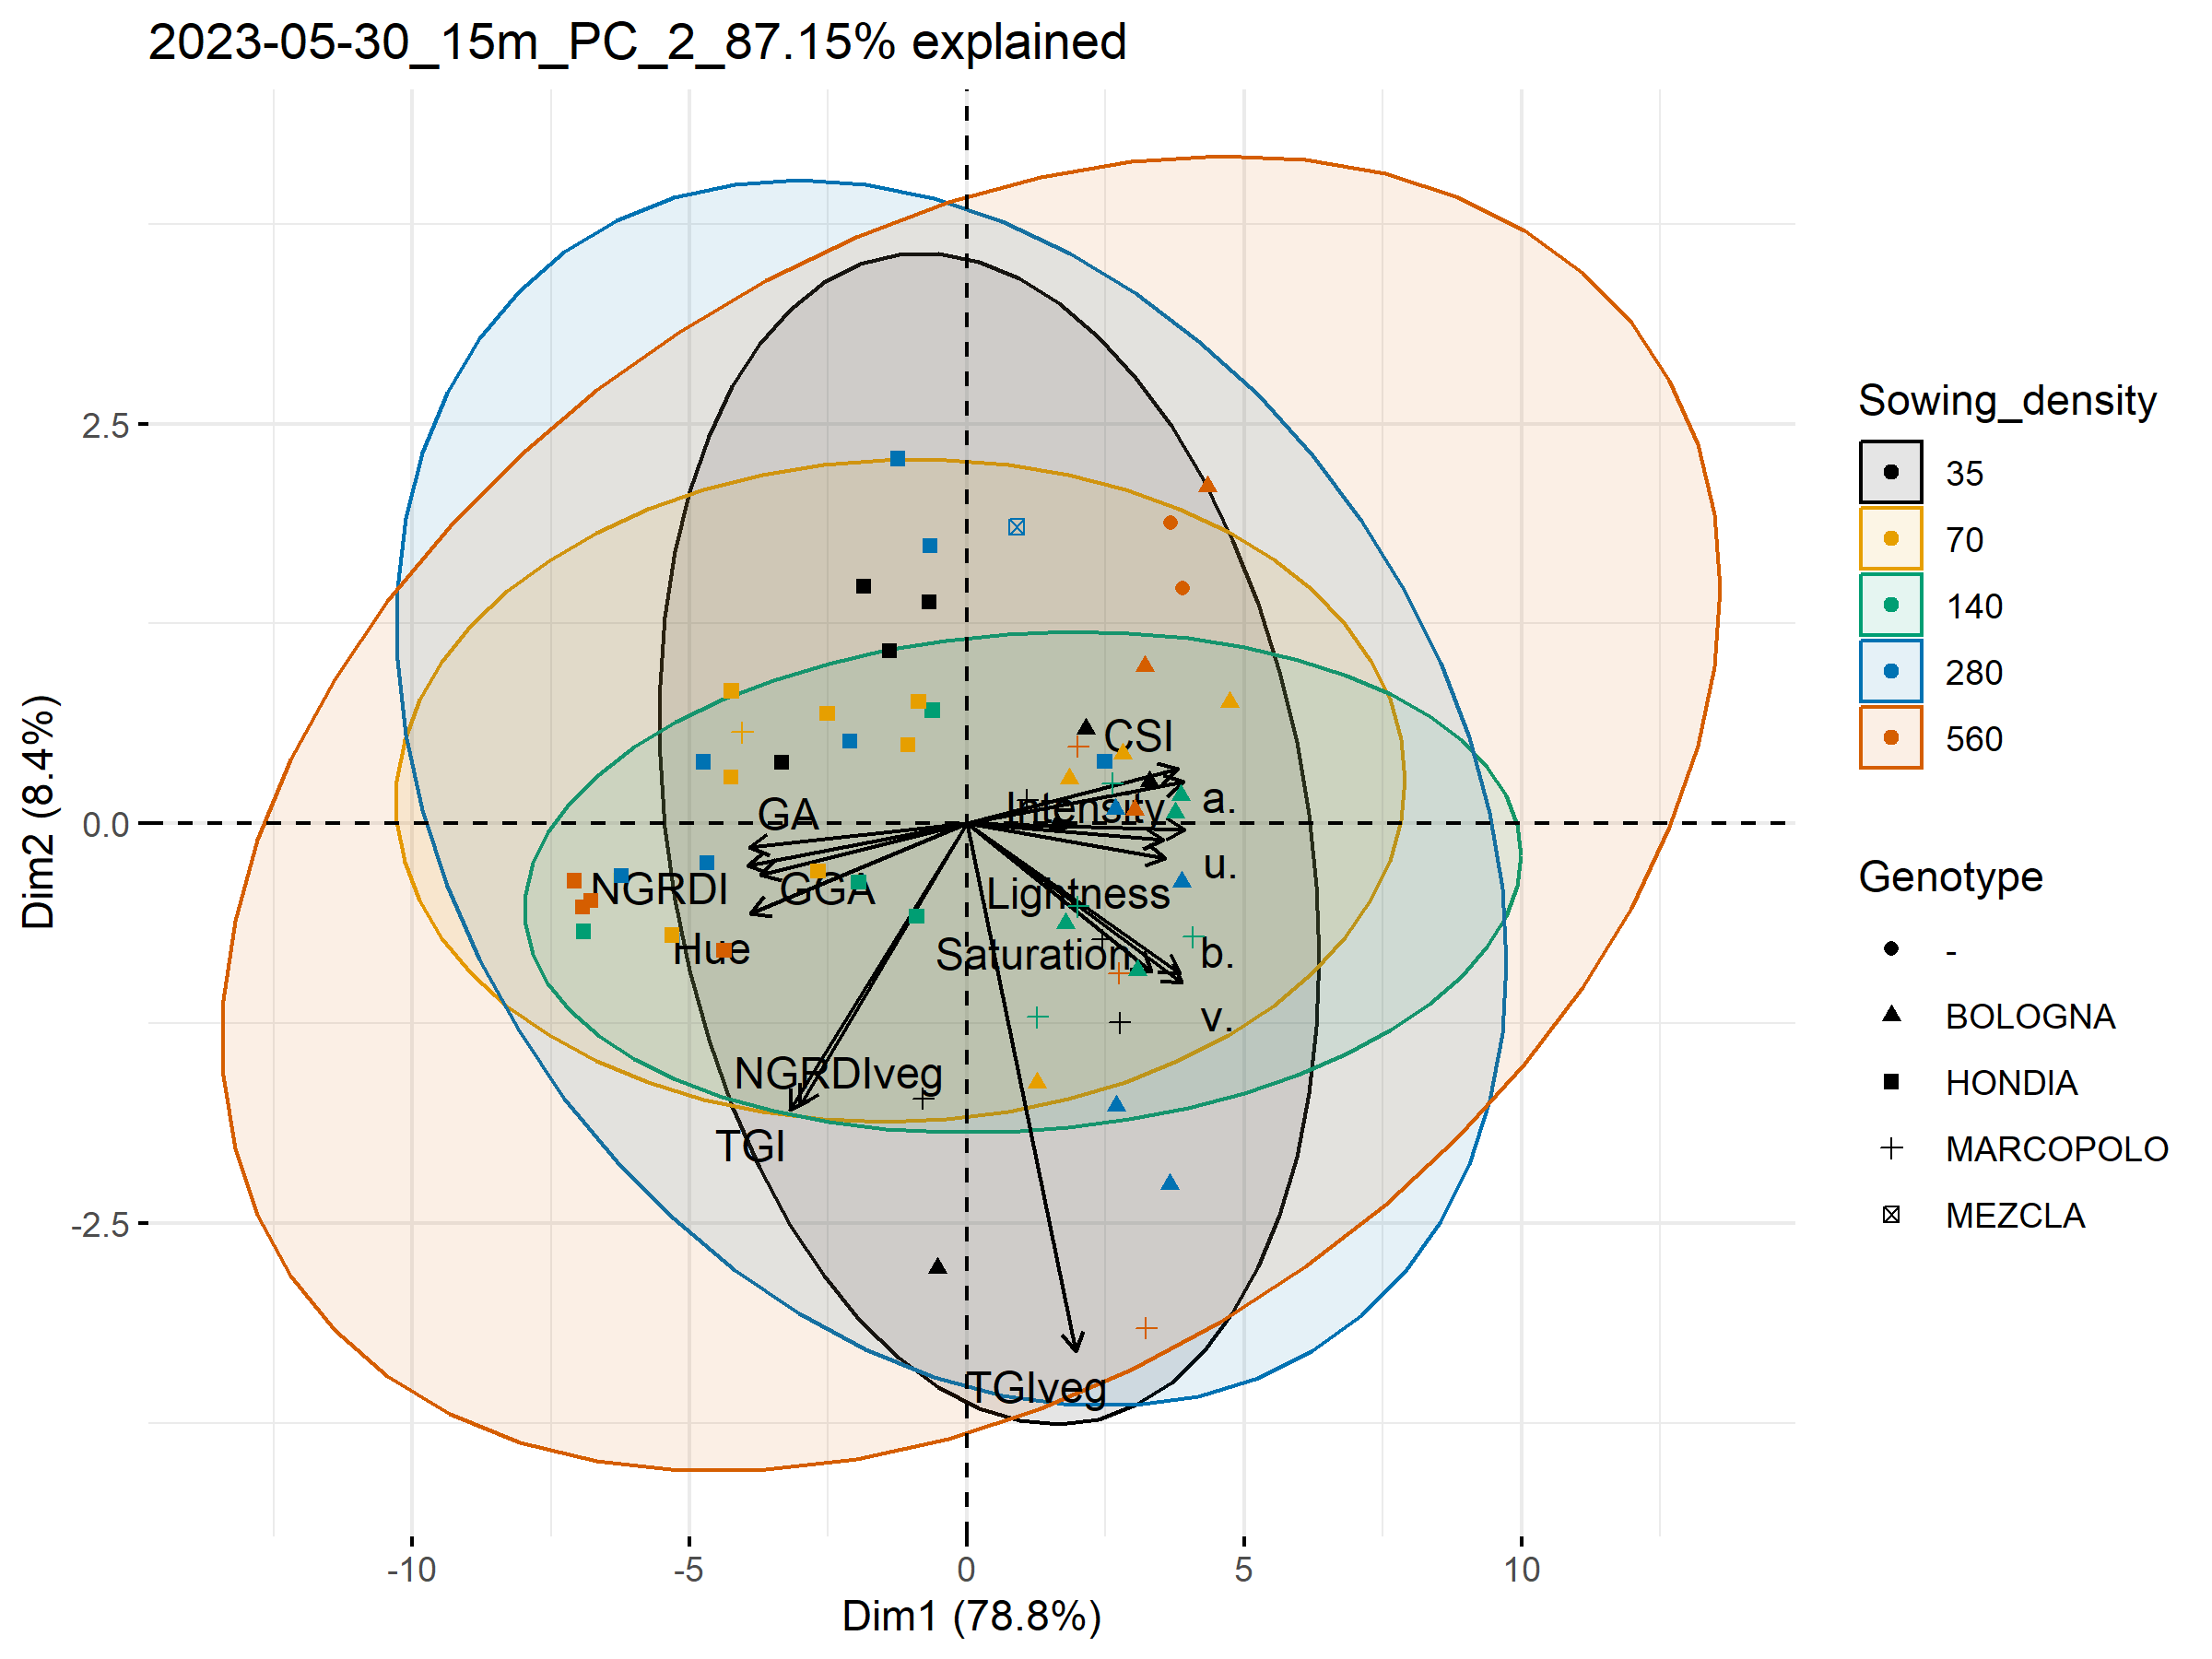 2023-05-30_15m_PC_2_87.15% explained
Dim2 (8.4%)
2.5
0.0
-2.5
CSI
Intensity
a.
GA
u.
NGRDI
GGA
Lightness
Hue
Saturation
b.
v.
NGRDIveg
TGI
TGIveg
-10
-5
0
5
10
Dim1 (78.8%)
Sowing_density
35
70
140
280
560
Genotype
-
BOLOGNA
HONDIA
MARCOPOLO
MEZCLA